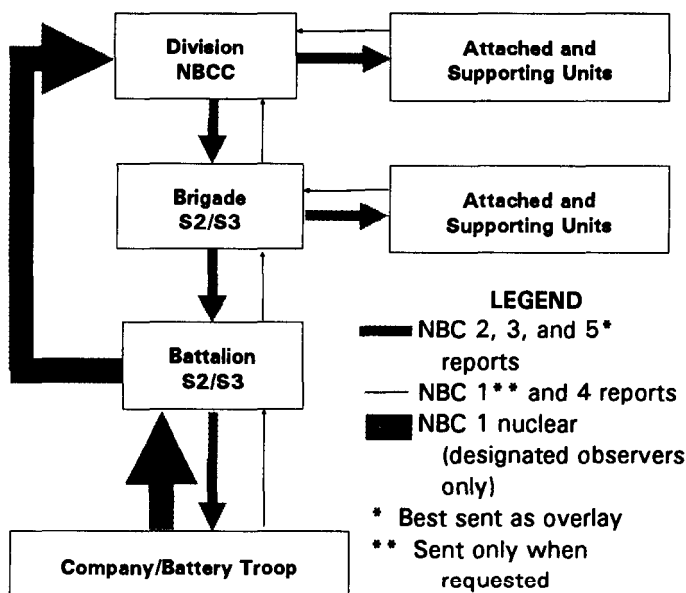 Division
NBCC
Attached and
Supporting Units
Brigade
S2/S3
Attached and
Supporting Units
Battalion
S2/S3
Company/Battery Troop
LEGEND
NBC 2, 3, and 5*
reports
NBC 1** and 4 reports
NBC 1 nuclear
(designated observers
only)
* Best sent as overlay
** Sent only when
requested